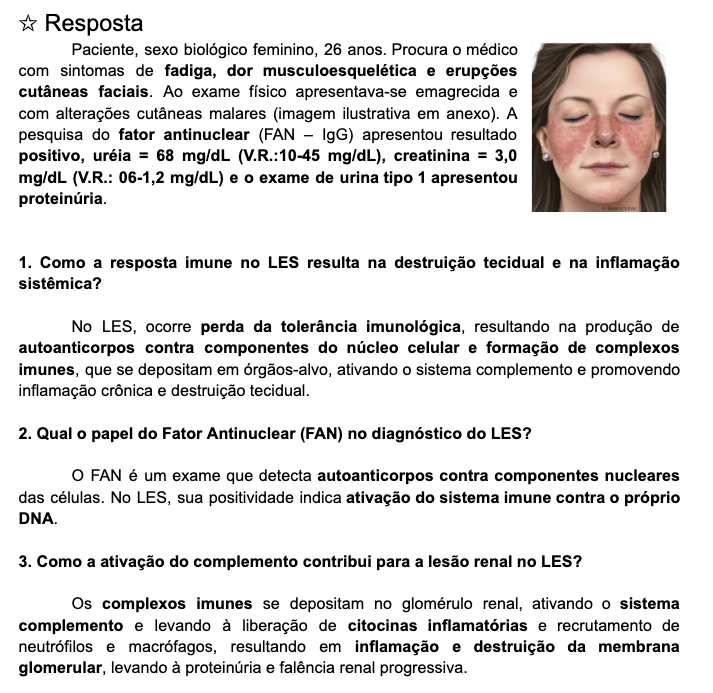 ☆ Resposta
Paciente, sexo biológico feminino, 26 anos. Procura o médico
com sintomas de fadiga, dor musculoesquelética e erupções
cutâneas faciais. Ao exame físico apresentava-se emagrecida e
com alterações cutâneas malares (imagem ilustrativa em anexo). A
pesquisa do fator antinuclear (FAN – IgG) apresentou resultado
positivo, uréia = 68 mg/dL (V.R.:10-45 mg/dL), creatinina = 3,0
mg/dL (V.R.: 06-1,2 mg/dL) e o exame de urina tipo 1 apresentou
proteinúria.
1. Como a resposta imune no LES resulta na destruição tecidual e na inflamação
sistêmica?
No LES, ocorre perda da tolerância imunológica, resultando na produção de
autoanticorpos contra componentes do núcleo celular e formação de complexos
imunes, que se depositam em órgãos-alvo, ativando o sistema complemento e promovendo
inflamação crônica e destruição tecidual.
2. Qual o papel do Fator Antinuclear (FAN) no diagnóstico do LES?
O FAN é um exame que detecta autoanticorpos contra componentes nucleares
das células. No LES, sua positividade indica ativação do sistema imune contra o próprio
DNA.
3. Como a ativação do complemento contribui para a lesão renal no LES?
Os complexos imunes se depositam no glomérulo renal, ativando o sistema
complemento e levando à liberação de citocinas inflamatórias e recrutamento de
neutrófilos e macrófagos, resultando em inflamação e destruição da membrana
glomerular, levando à proteinúria e falência renal progressiva.